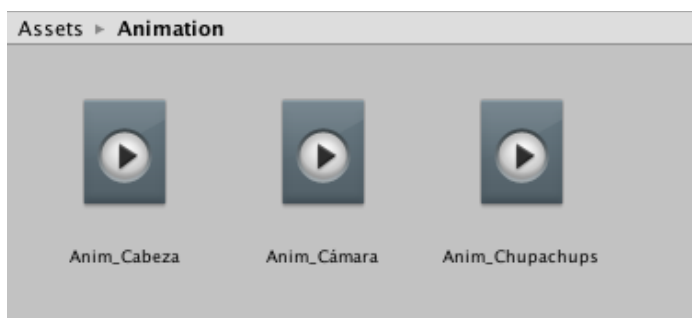 Assets ▸ Animation
Anim_Cabeza
Anim_Cámara
Anim_Chupachups